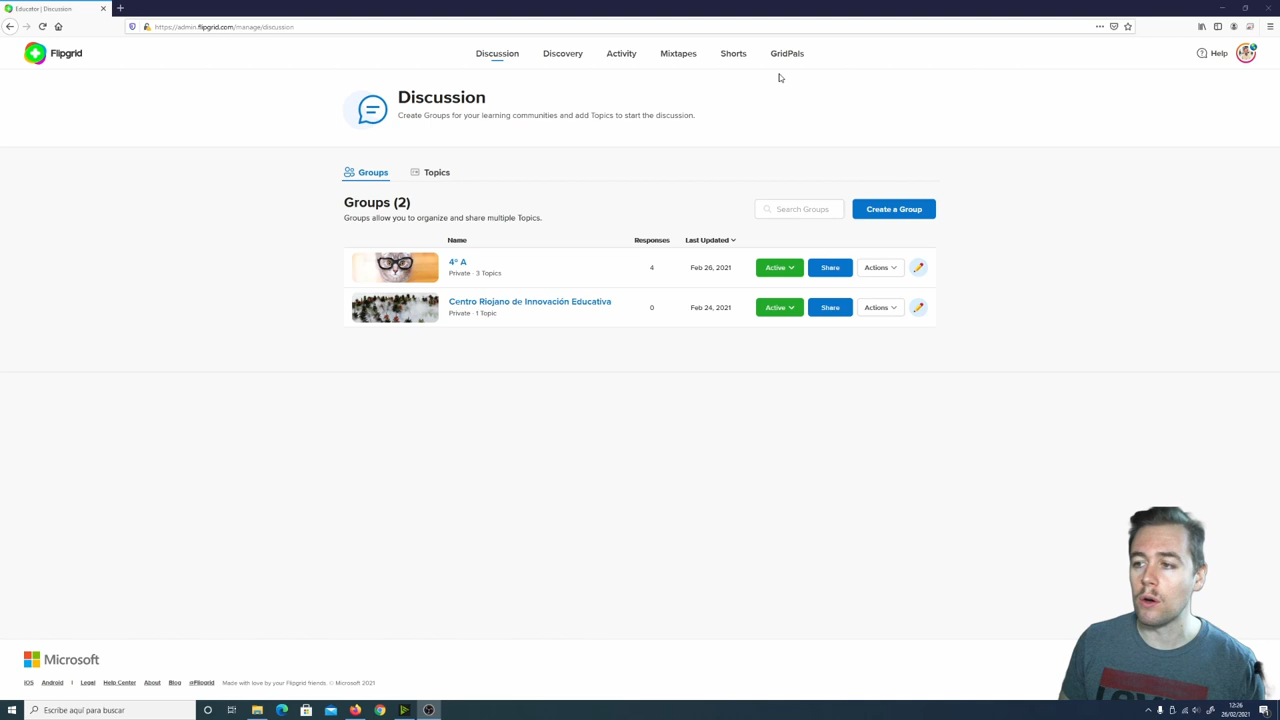 Educator | Discussion
https://admin.flipgrid.com/manage/discussion
Flipgrid
Discussion
Discovery
Activity
Mixtapes
Shorts
GridPals
Help
Discussion
Create Groups for your learning communities and add Topics to start the discussion.
Groups
Topics
Groups (2)
Groups allow you to organize and share multiple Topics.
Search Groups
Create a Group
Name
Responses
Last Updated
4º A
Private · 3 Topics
4
Feb 26, 2021
Active
Share
Actions
Centro Riojano de Innovación Educativa
Private · 1 Topic
0
Feb 24, 2021
Active
Share
Actions
Microsoft
iOS
Android
|
Legal
Help Center
About
Blog
@Flipgrid
Made with love by your Flipgrid friends. © Microsoft 2021
Escribe aquí para buscar
12:26
26/02/2021